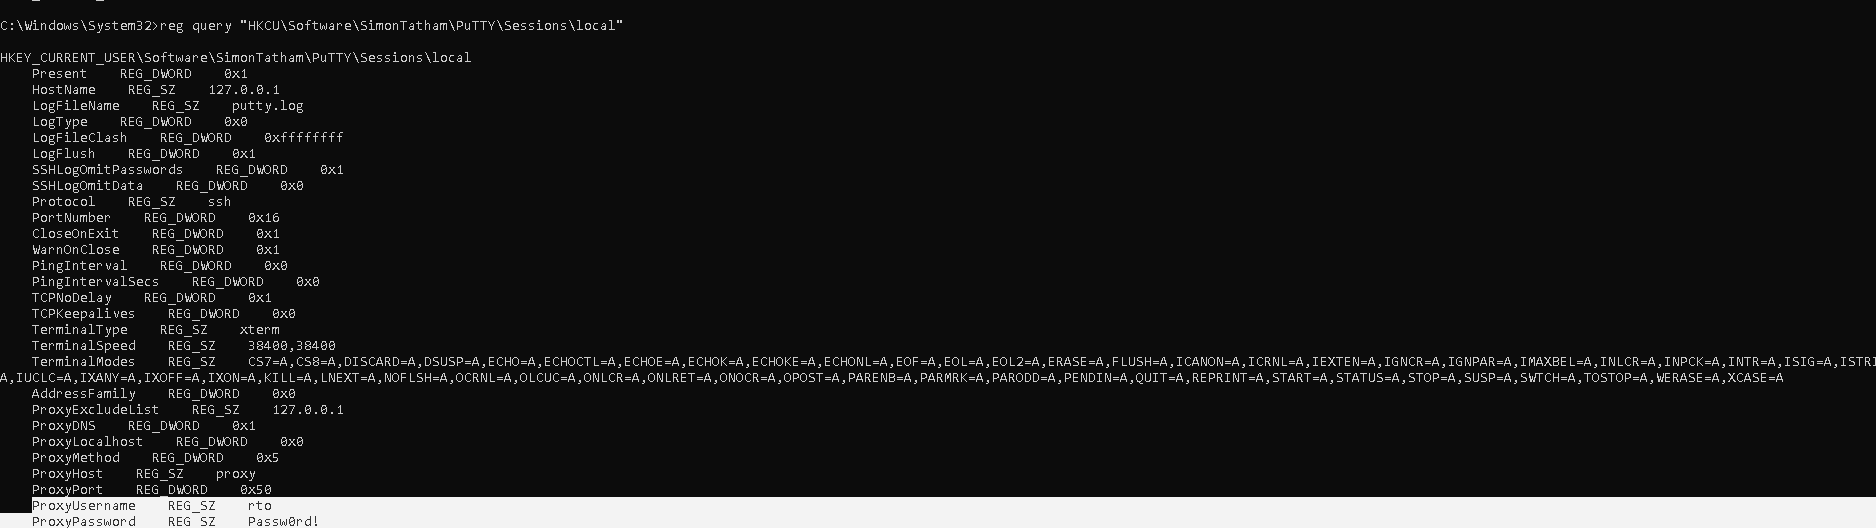 C:\Windows\System32>reg query "HKCU\Software\SimonTatham\PuTTY\Sessions\local"
HKEY_CURRENT_USER\Software\SimonTatham\PuTTY\Sessions\local
Present    REG_DWORD    0x1
HostName    REG_SZ    127.0.0.1
LogFileName    REG_SZ    putty.log
LogType    REG_DWORD    0x0
LogFileClash    REG_DWORD    0xffffffff
LogFlush    REG_DWORD    0x1
SSHLogOmitPasswords    REG_DWORD    0x1
SSHLogOmitData    REG_DWORD    0x0
Protocol    REG_SZ    ssh
PortNumber    REG_DWORD    0x16
CloseOnExit    REG_DWORD    0x1
WarnOnClose    REG_DWORD    0x1
PingInterval    REG_DWORD    0x0
PingIntervalSecs    REG_DWORD    0x0
TCPNoDelay    REG_DWORD    0x1
TCPKeepalives    REG_DWORD    0x0
TerminalType    REG_SZ    xterm
TerminalSpeed    REG_SZ    38400,38400
TerminalModes    REG_SZ    CS7=A,CS8=A,DISCARD=A,DSUSP=A,ECHO=A,ECHOCTL=A,ECHOE=A,ECHOK=A,ECHOKE=A,ECHONL=A,EOF=A,EOL=A,EOL2=A,ERASE=A,FLUSH=A,ICANON=A,ICRNL=A,IEXTEN=A,IGNCR=A,IGNPAR=A,IMAXBEL=A,INLCR=A,INPCK=A,INTR=A,ISIG=A,ISTRI
A,IUCLC=A,IXANY=A,IXOFF=A,IXON=A,KILL=A,LNEXT=A,NOFLSH=A,OCRNL=A,OLCUC=A,ONLCR=A,ONLRET=A,ONOCR=A,OPOST=A,PARENB=A,PARMRK=A,PARODD=A,PENDIN=A,QUIT=A,REPRINT=A,START=A,STATUS=A,STOP=A,SUSP=A,SWTCH=A,TOSTOP=A,WERASE=A,XCASE=A
AddressFamily    REG_DWORD    0x0
ProxyExcludeList    REG_SZ    127.0.0.1
ProxyDNS    REG_DWORD    0x1
ProxyLocalhost    REG_DWORD    0x0
ProxyMethod    REG_DWORD    0x5
ProxyHost    REG_SZ    proxy
ProxyPort    REG_DWORD    0x50
ProxyUsername    REG_SZ    rto
ProxyPassword    REG_SZ    Passw0rd!